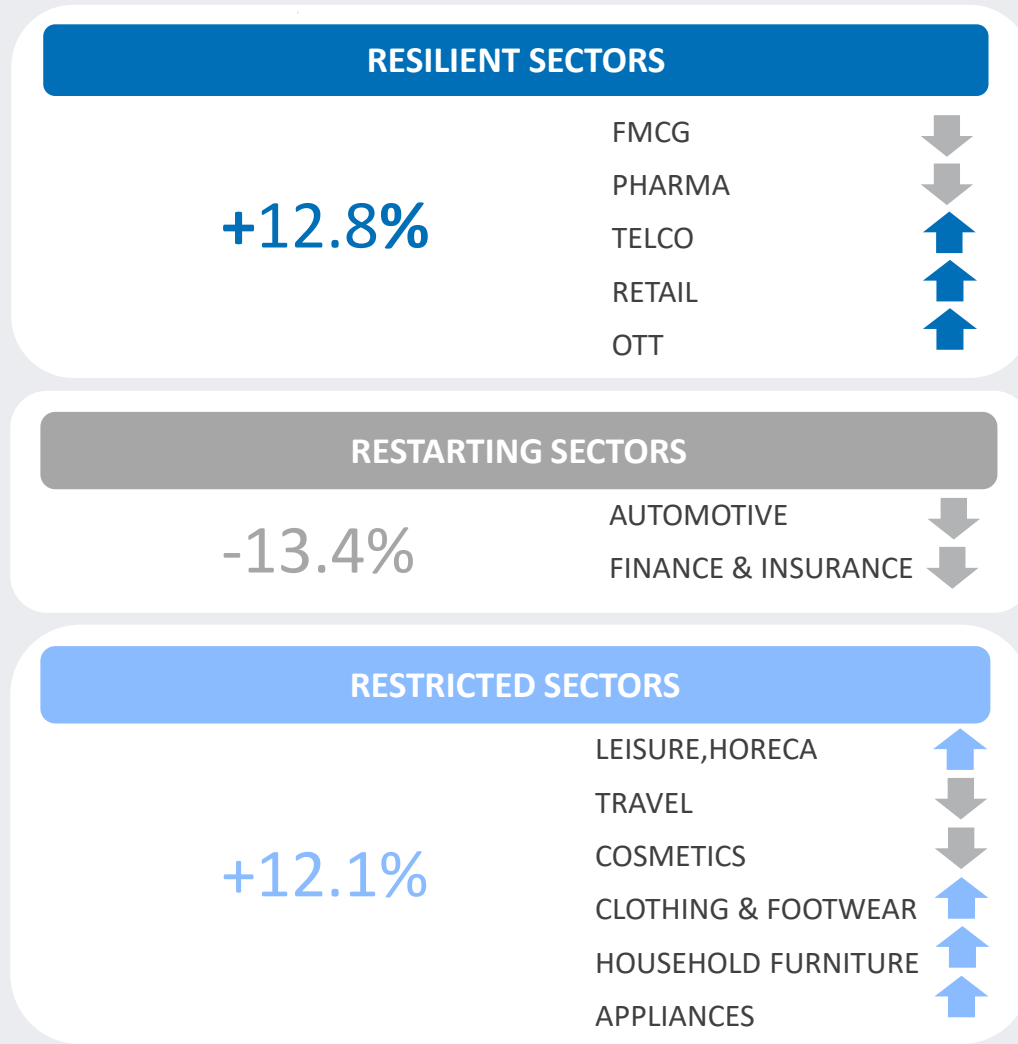 RESILIENT SECTORS
+12.8%
FMCG
PHARMA
TELCO
RETAIL
OTT
RESTARTING SECTORS
-13.4%
AUTOMOTIVE
FINANCE & INSURANCE
RESTRICTED SECTORS
+12.1%
LEISURE,HORECA
TRAVEL
COSMETICS
CLOTHING & FOOTWEAR
HOUSEHOLD FURNITURE
APPLIANCES